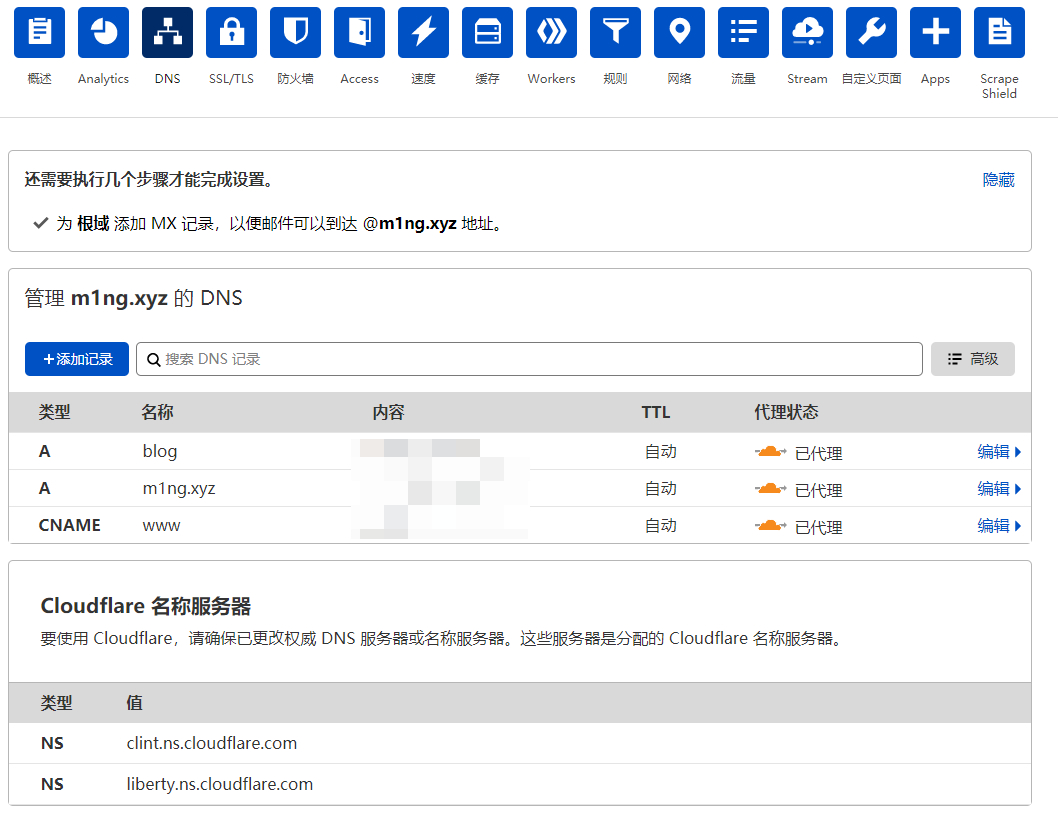 概述 Analytics DNS SSL/TLS 防火墙 Access 速度 缓存 Workers 规则 网络 流量 Stream 自定义页面 Apps Scrape Shield
还需要执行几个步骤才能完成设置。 隐藏
为 根域 添加 MX 记录，以便邮件可以到达 @m1ng.xyz 地址。
管理 m1ng.xyz 的 DNS
+添加记录 搜索 DNS 记录 高级
类型 名称 内容 TTL 代理状态
A blog 自动 已代理 编辑
A m1ng.xyz 自动 已代理 编辑
CNAME www 自动 已代理 编辑
Cloudflare 名称服务器
要使用 Cloudflare，请确保已更改权威 DNS 服务器或名称服务器。这些服务器是分配的 Cloudflare 名称服务器。
类型 值
NS clint.ns.cloudflare.com
NS liberty.ns.cloudflare.com